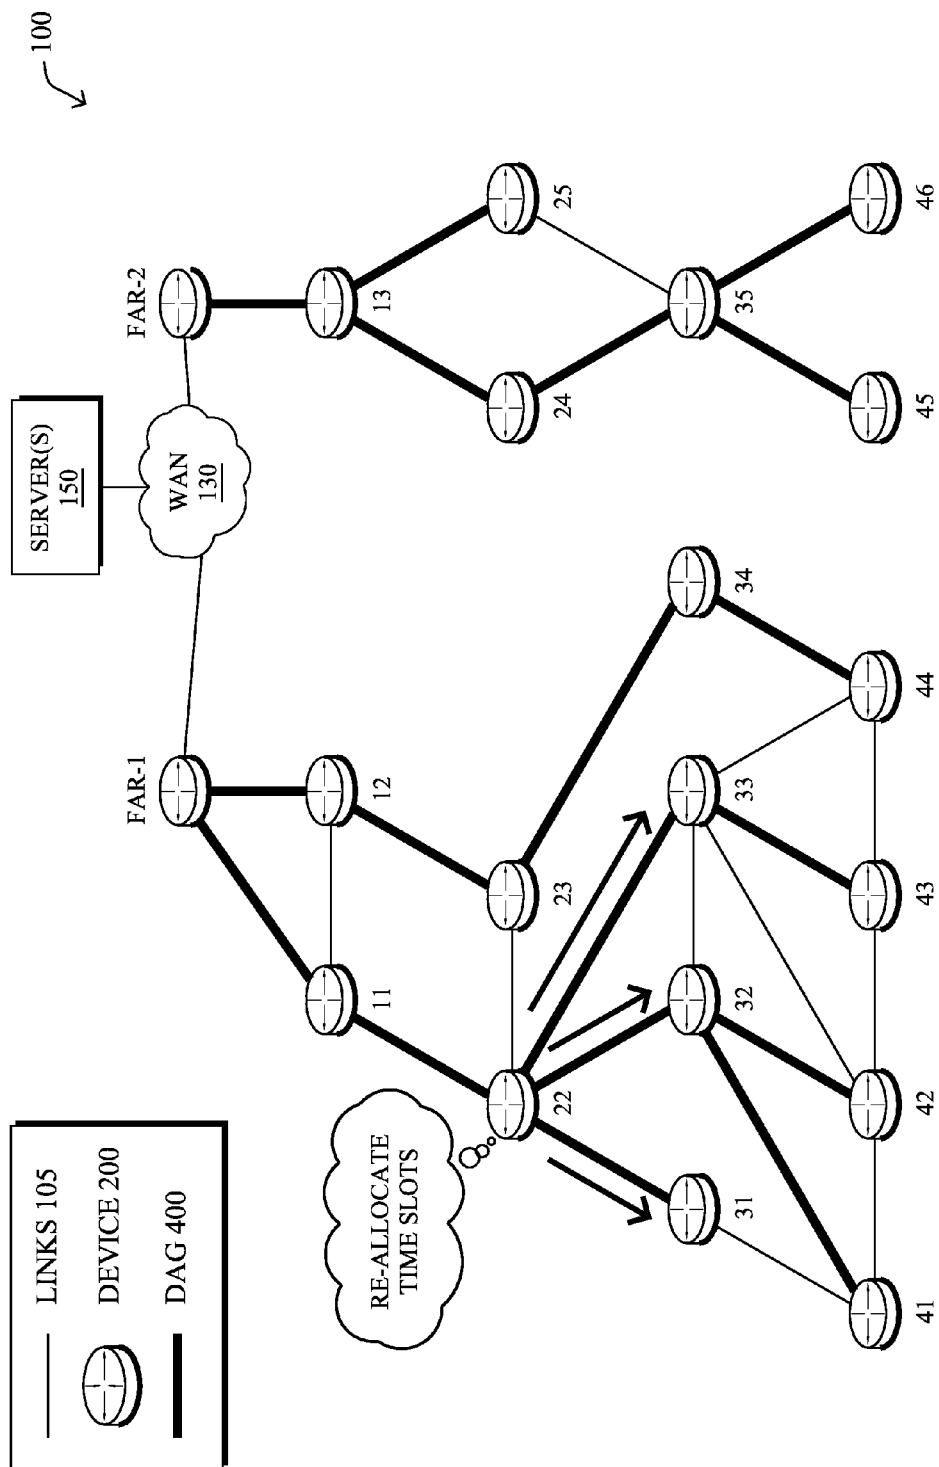 100
LINKS 105
DEVICE 200
DAG 400
SERVER(S)
150
WAN
130
FAR-1
FAR-2
11
12
13
RE-ALLOCATE
TIME SLOTS
22
23
24
25
31
32
33
34
35
41
42
43
44
45
46